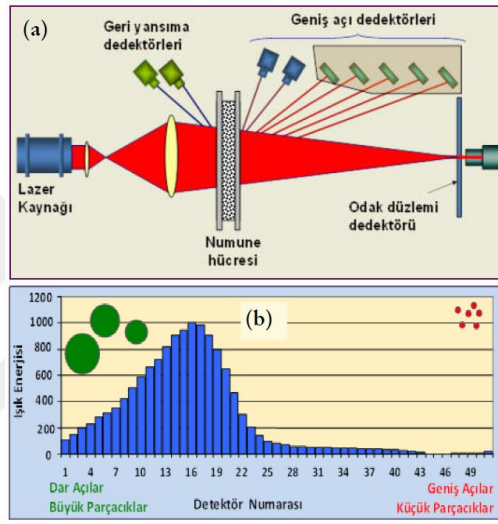 (a)
Geri yansıma
dedektörleri
Geniş açı dedektörleri
Lazer
Kaynağı
Numune
hücresi
Odak düzlemi
dedektörü
(b)
Işık Enerjisi
1200
1000
800
600
400
200
0
1 4 7 10 13 16 19 22 25 28 31 34 37 40 43 46 49
Dar Açılar
Büyük Parçacıklar
Detektör Numarası
Geniş Açılar
Küçük Parçacıklar